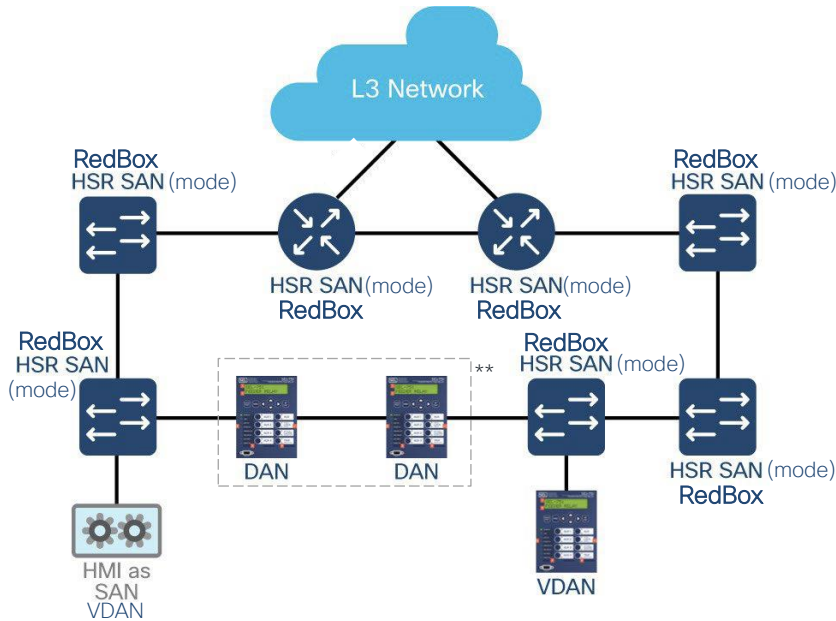 L3 Network
RedBox
HSR SAN (mode)
RedBox
HSR SAN (mode)
HSR SAN (mode)
RedBox
HSR SAN (mode)
RedBox
RedBox
HSR SAN
(mode)
RedBox
HSR SAN (mode)
**
DAN
DAN
HSR SAN (mode)
RedBox
HMI as
SAN
VDAN
VDAN